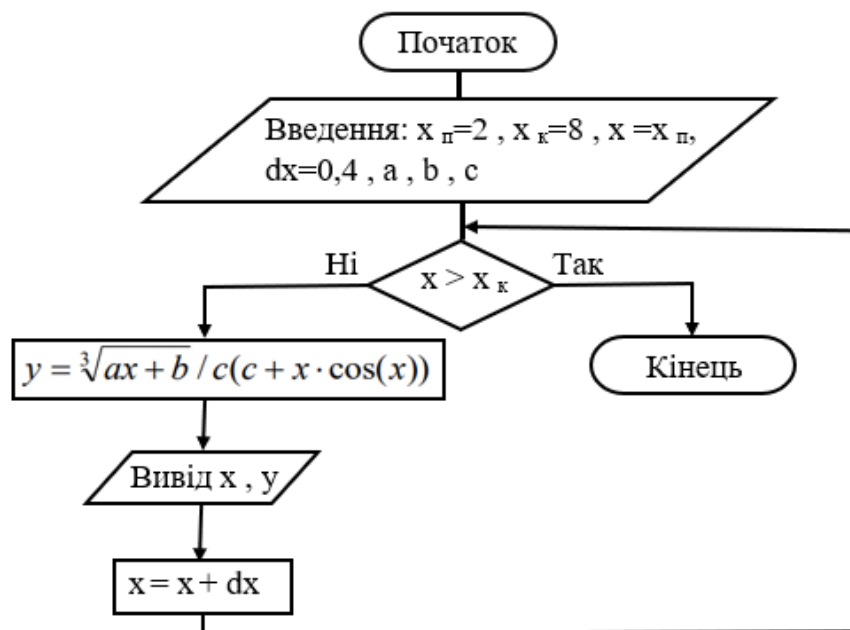 Початок
Введення: x п=2 , x к=8 , x =x п,
dx=0,4 , a , b , c
Ні
x > x к
Так
y = ∛(ax + b) / c(c + x · cos(x))
Кінець
Вивід x , y
x = x + dx